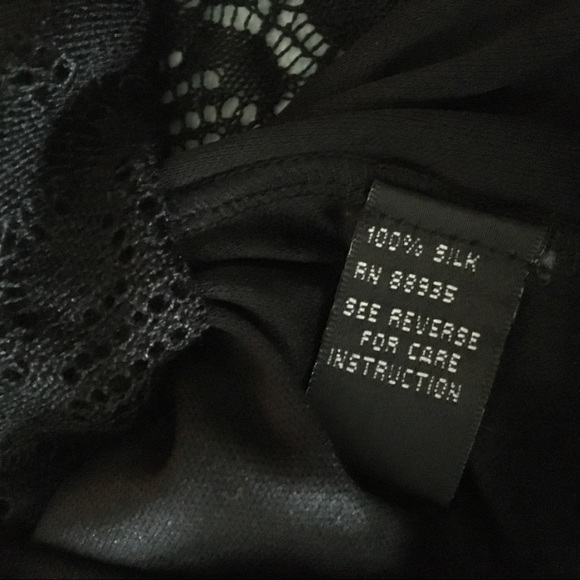 100% SILK
RN 88935
SEE REVERSE
FOR CARE
INSTRUCTION